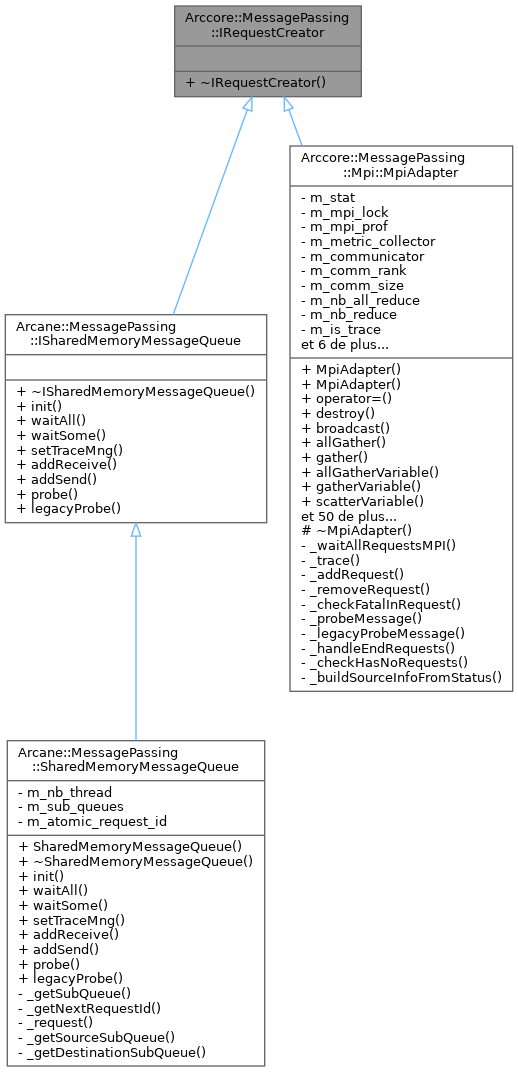 Arccore::MessagePassing
::IRequestCreator
+ ~IRequestCreator()
Arccore::MessagePassing
::Mpi::MpiAdapter
- m_stat
- m_mpi_lock
- m_mpi_prof
- m_metric_collector
- m_communicator
- m_comm_rank
- m_comm_size
- m_nb_all_reduce
- m_nb_reduce
- m_is_trace
et 6 de plus...
+ MpiAdapter()
+ MpiAdapter()
+ operator=()
+ destroy()
+ broadcast()
+ allGather()
+ gather()
+ allGatherVariable()
+ gatherVariable()
+ scatterVariable()
et 50 de plus...
# ~MpiAdapter()
- _waitAllRequestsMPI()
- _trace()
- _addRequest()
- _removeRequest()
- _checkFatalInRequest()
- _probeMessage()
- _legacyProbeMessage()
- _handleEndRequests()
- _checkHasNoRequests()
- _buildSourceInfoFromStatus()
Arcane::MessagePassing
::ISharedMemoryMessageQueue
+ ~ISharedMemoryMessageQueue()
+ init()
+ waitAll()
+ waitSome()
+ setTraceMng()
+ addReceive()
+ addSend()
+ probe()
+ legacyProbe()
Arcane::MessagePassing
::SharedMemoryMessageQueue
- m_nb_thread
- m_sub_queues
- m_atomic_request_id
+ SharedMemoryMessageQueue()
+ ~SharedMemoryMessageQueue()
+ init()
+ waitAll()
+ waitSome()
+ setTraceMng()
+ addReceive()
+ addSend()
+ probe()
+ legacyProbe()
- _getSubQueue()
- _getNextRequestId()
- _request()
- _getSourceSubQueue()
- _getDestinationSubQueue()